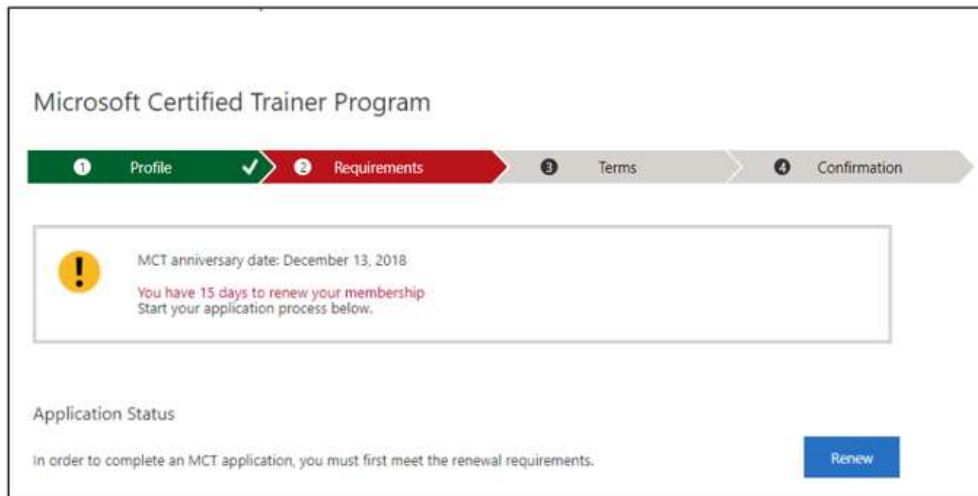 Microsoft Certified Trainer Program
1 Profile 2 Requirements 3 Terms 4 Confirmation
MCT anniversary date: December 13, 2018
You have 15 days to renew your membership
Start your application process below.
Application Status
In order to complete an MCT application, you must first meet the renewal requirements.
Renew